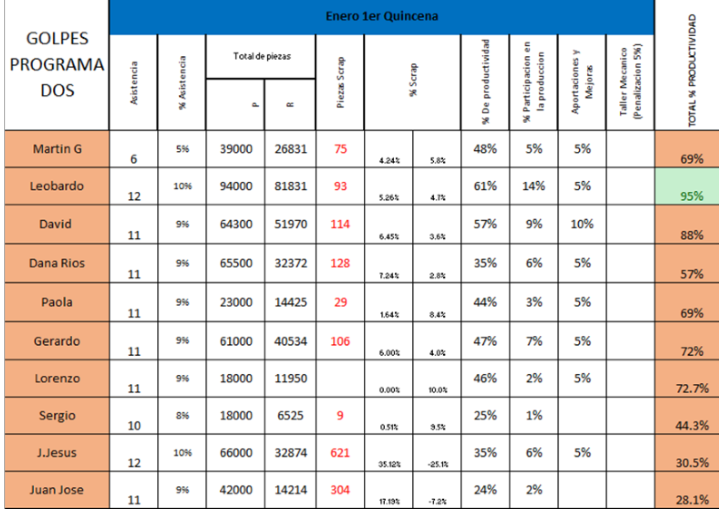 Enero 1er Quincena
GOLPES PROGRAMADOS | Asistencia | % Asistencia | Total de piezas P | R | Piezas Scrap | % Scrap | % De productividad | % Participacion en la produccion | Aportaciones y Mejoras | Taller Mecanico (Penalizacion 5%) | TOTAL % PRODUCTIVIDAD
Martin G 6 5% 39000 26831 75 4.24% 5.8% 48% 5% 5% 69%
Leobardo 12 10% 94000 81831 93 5.26% 4.7% 61% 14% 5% 95%
David 11 9% 64300 51970 114 6.45% 3.6% 57% 9% 10% 88%
Dana Rios 11 9% 65500 32372 128 7.24% 2.8% 35% 6% 5% 57%
Paola 11 9% 23000 14425 29 1.64% 8.4% 44% 3% 5% 69%
Gerardo 11 9% 61000 40534 106 6.00% 4.0% 47% 7% 5% 72%
Lorenzo 11 9% 18000 11950 0.00% 10.0% 46% 2% 5% 72.7%
Sergio 10 8% 18000 6525 9 0.51% 9.5% 25% 1% 44.3%
J.Jesus 12 10% 66000 32874 621 35.12% -25.1% 35% 6% 5% 30.5%
Juan Jose 11 9% 42000 14214 304 17.19% -7.2% 24% 2% 28.1%